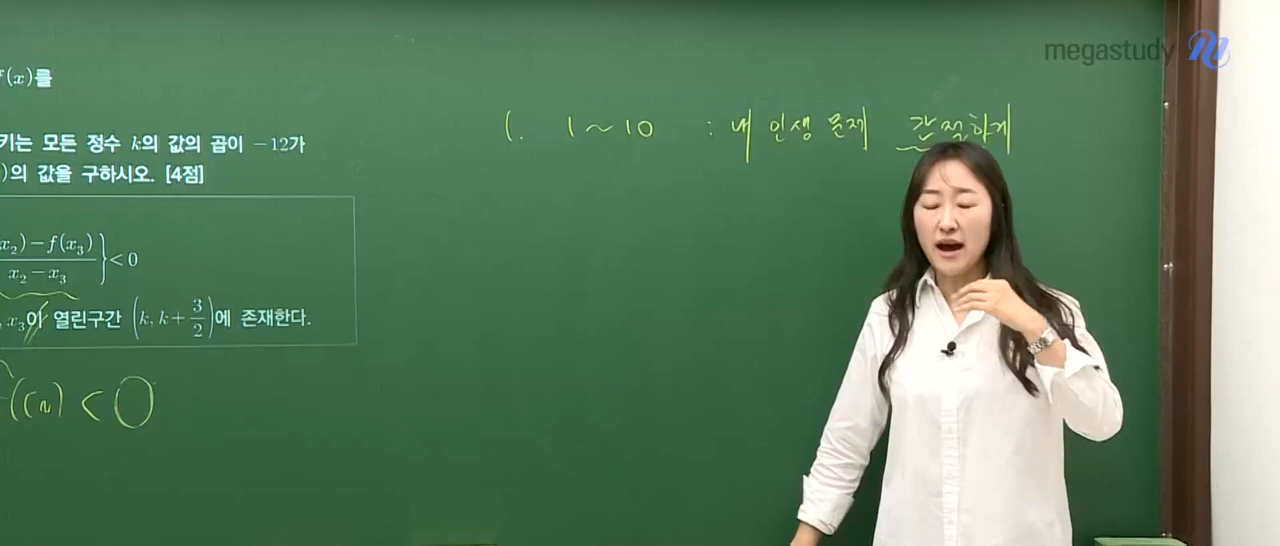 megastudy
f(x)를
키는 모든 정수 k의 값의 곱이 -12가
)의 값을 구하시오. [4점]
x₂)-f(x₃)
x₂-x₃
}<0
, x₃이 열린구간 (k, k+3/2)에 존재한다.
(n) < 0
1. 1~10 : 내 인생 문제 간절하게